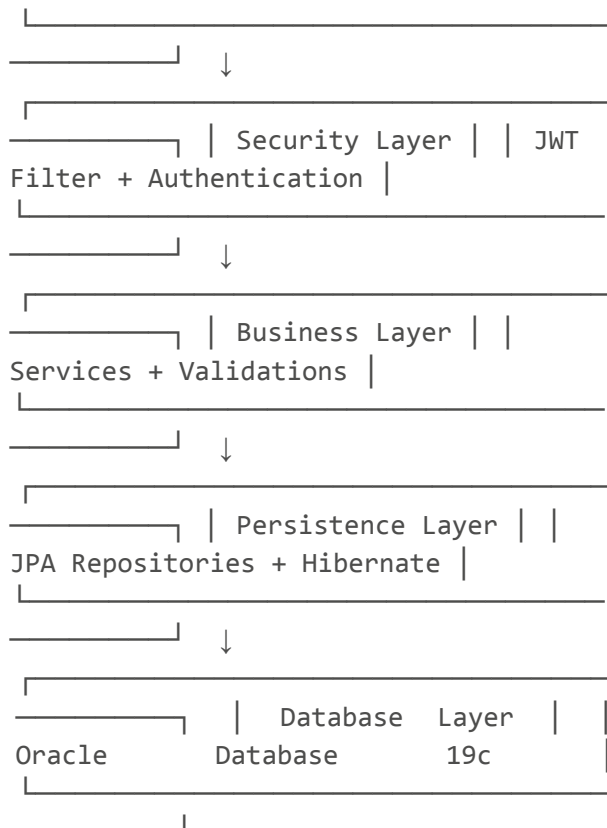 └──────────────────────────────────────
──────────┘ ↓
┌──────────────────────────────────────
──────────┐ │ Security Layer │ │ JWT
Filter + Authentication │
└──────────────────────────────────────
──────────┘ ↓
┌──────────────────────────────────────
──────────┐ │ Business Layer │ │
Services + Validations │
└──────────────────────────────────────
──────────┘ ↓
┌──────────────────────────────────────
──────────┐ │ Persistence Layer │ │
JPA Repositories + Hibernate │
└──────────────────────────────────────
──────────┘ ↓
┌──────────────────────────────────────
──────────┐ │ Database Layer │ │
Oracle Database 19c │
└──────────────────────────────────────
──────────┘